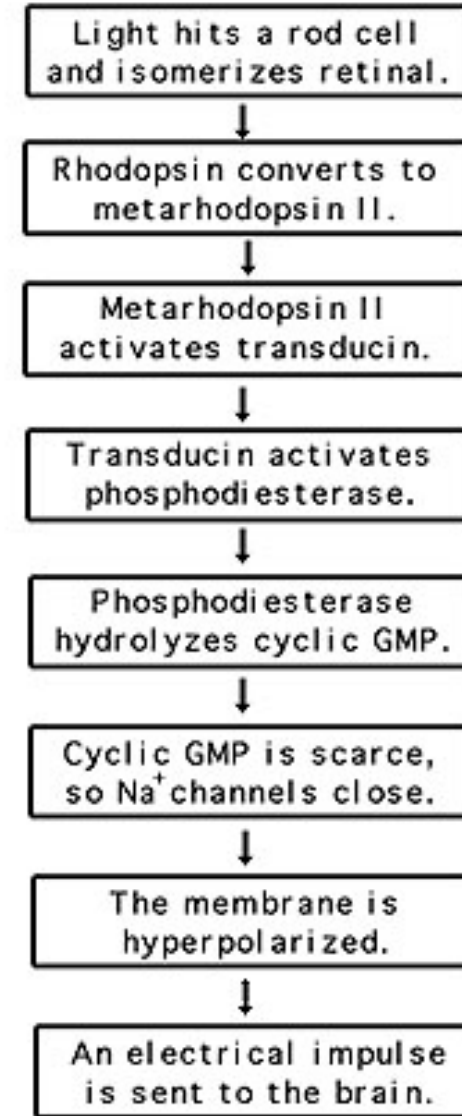 Light hits a rod cell
and isomerizes retinal.
Rhodopsin converts to
metarhodopsin II.
Metarhodopsin II
activates transducin.
Transducin activates
phosphodiesterase.
Phosphodiesterase
hydrolyzes cyclic GMP.
Cyclic GMP is scarce,
so Na⁺ channels close.
The membrane is
hyperpolarized.
An electrical impulse
is sent to the brain.